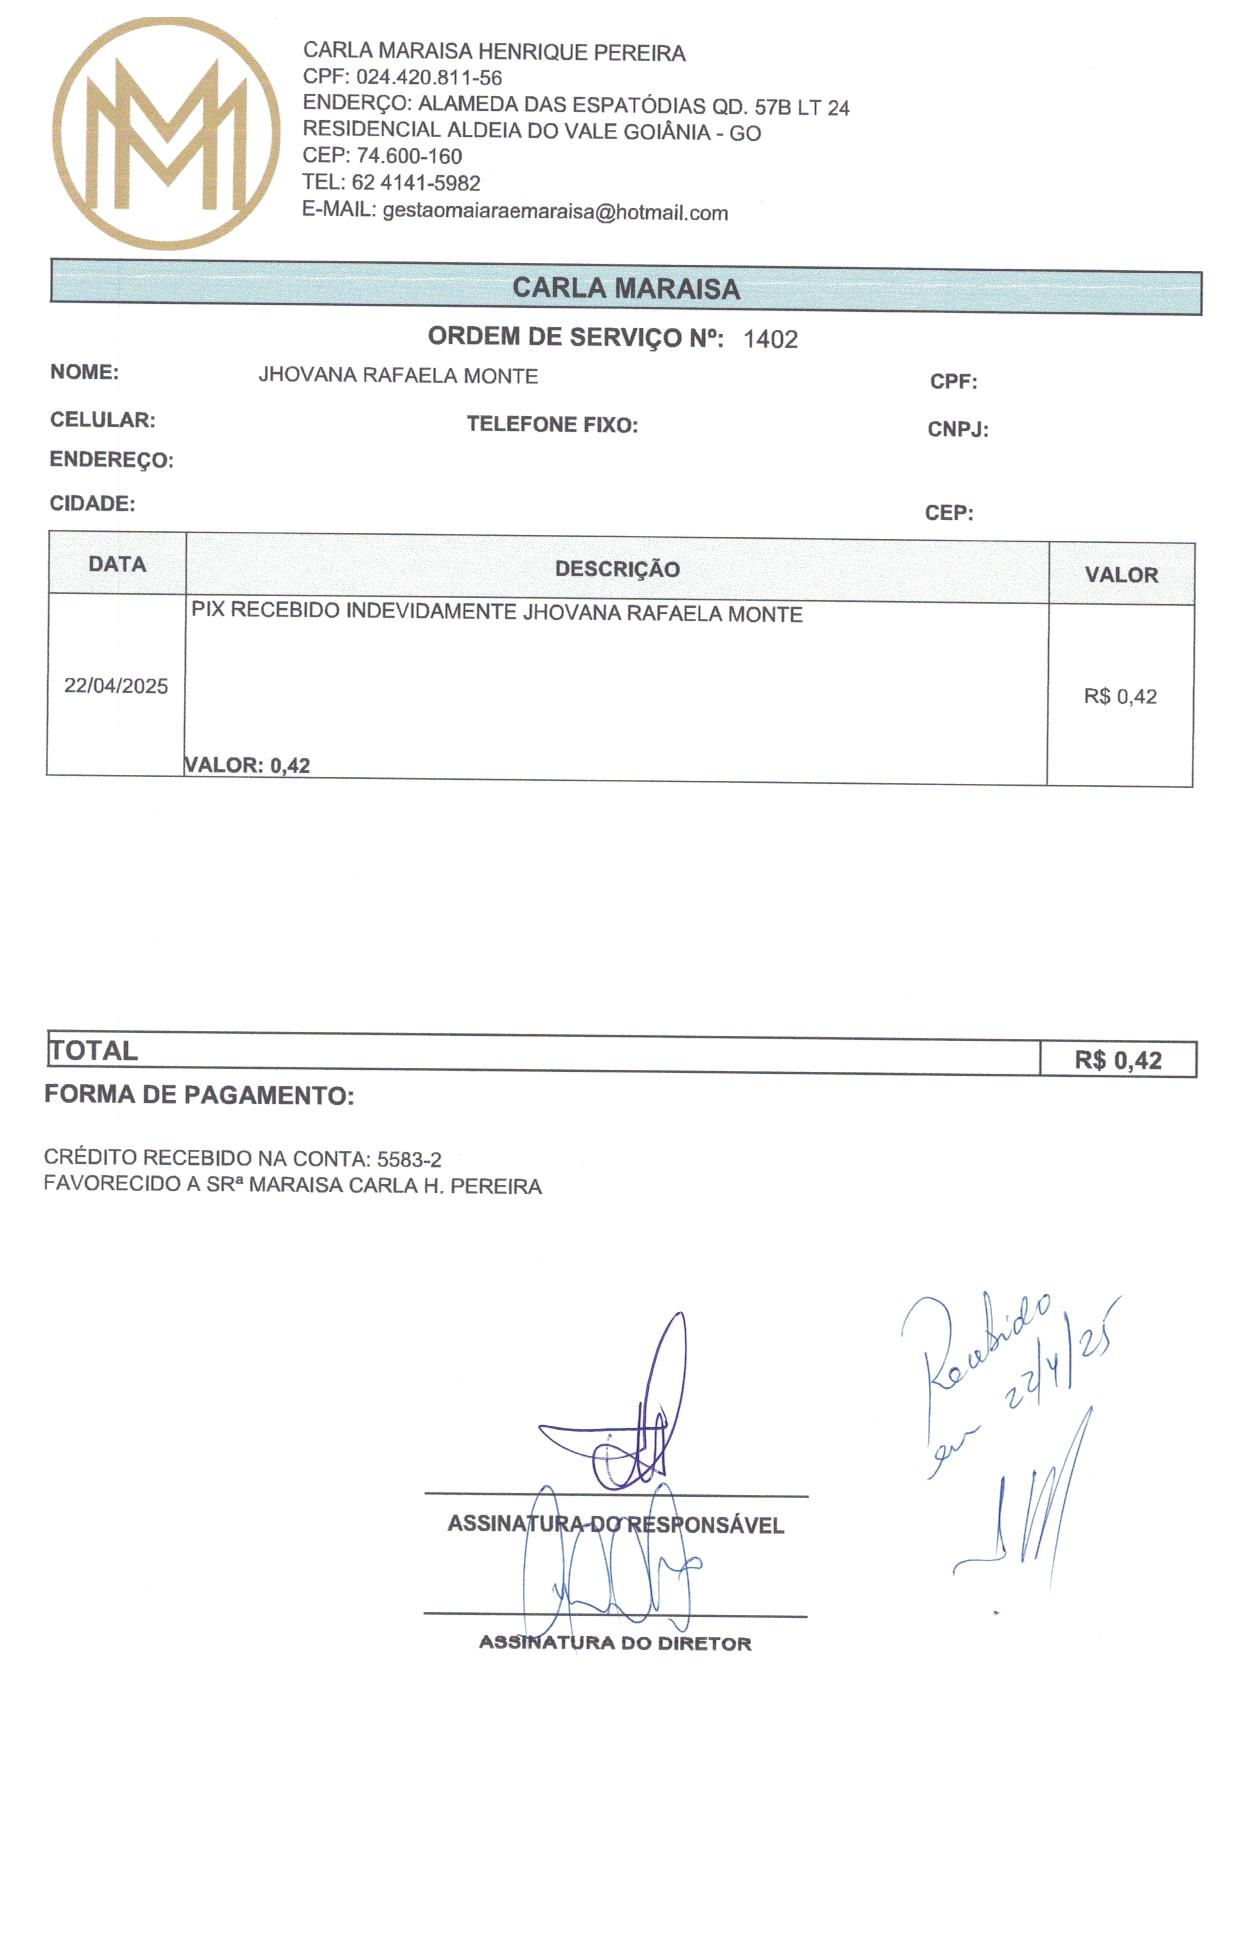 CARLA MARAISA HENRIQUE PEREIRA
CPF: 024.420.811-56
ENDERÇO: ALAMEDA DAS ESPATÓDIAS QD. 57B LT 24
RESIDENCIAL ALDEIA DO VALE GOIÂNIA - GO
CEP: 74.600-160
TEL: 62 4141-5982
E-MAIL: gestaomaiaraemaraisa@hotmail.com
CARLA MARAISA
ORDEM DE SERVIÇO Nº: 1402
NOME: JHOVANA RAFAELA MONTE CPF:
CELULAR: TELEFONE FIXO: CNPJ:
ENDEREÇO:
CIDADE: CEP:
DATA DESCRIÇÃO VALOR
PIX RECEBIDO INDEVIDAMENTE JHOVANA RAFAELA MONTE
22/04/2025 R$ 0,42
VALOR: 0,42
TOTAL R$ 0,42
FORMA DE PAGAMENTO:
CRÉDITO RECEBIDO NA CONTA: 5583-2
FAVORECIDO A SRª MARAISA CARLA H. PEREIRA
Recebido
em 22/4/25
ASSINATURA DO RESPONSÁVEL
ASSINATURA DO DIRETOR